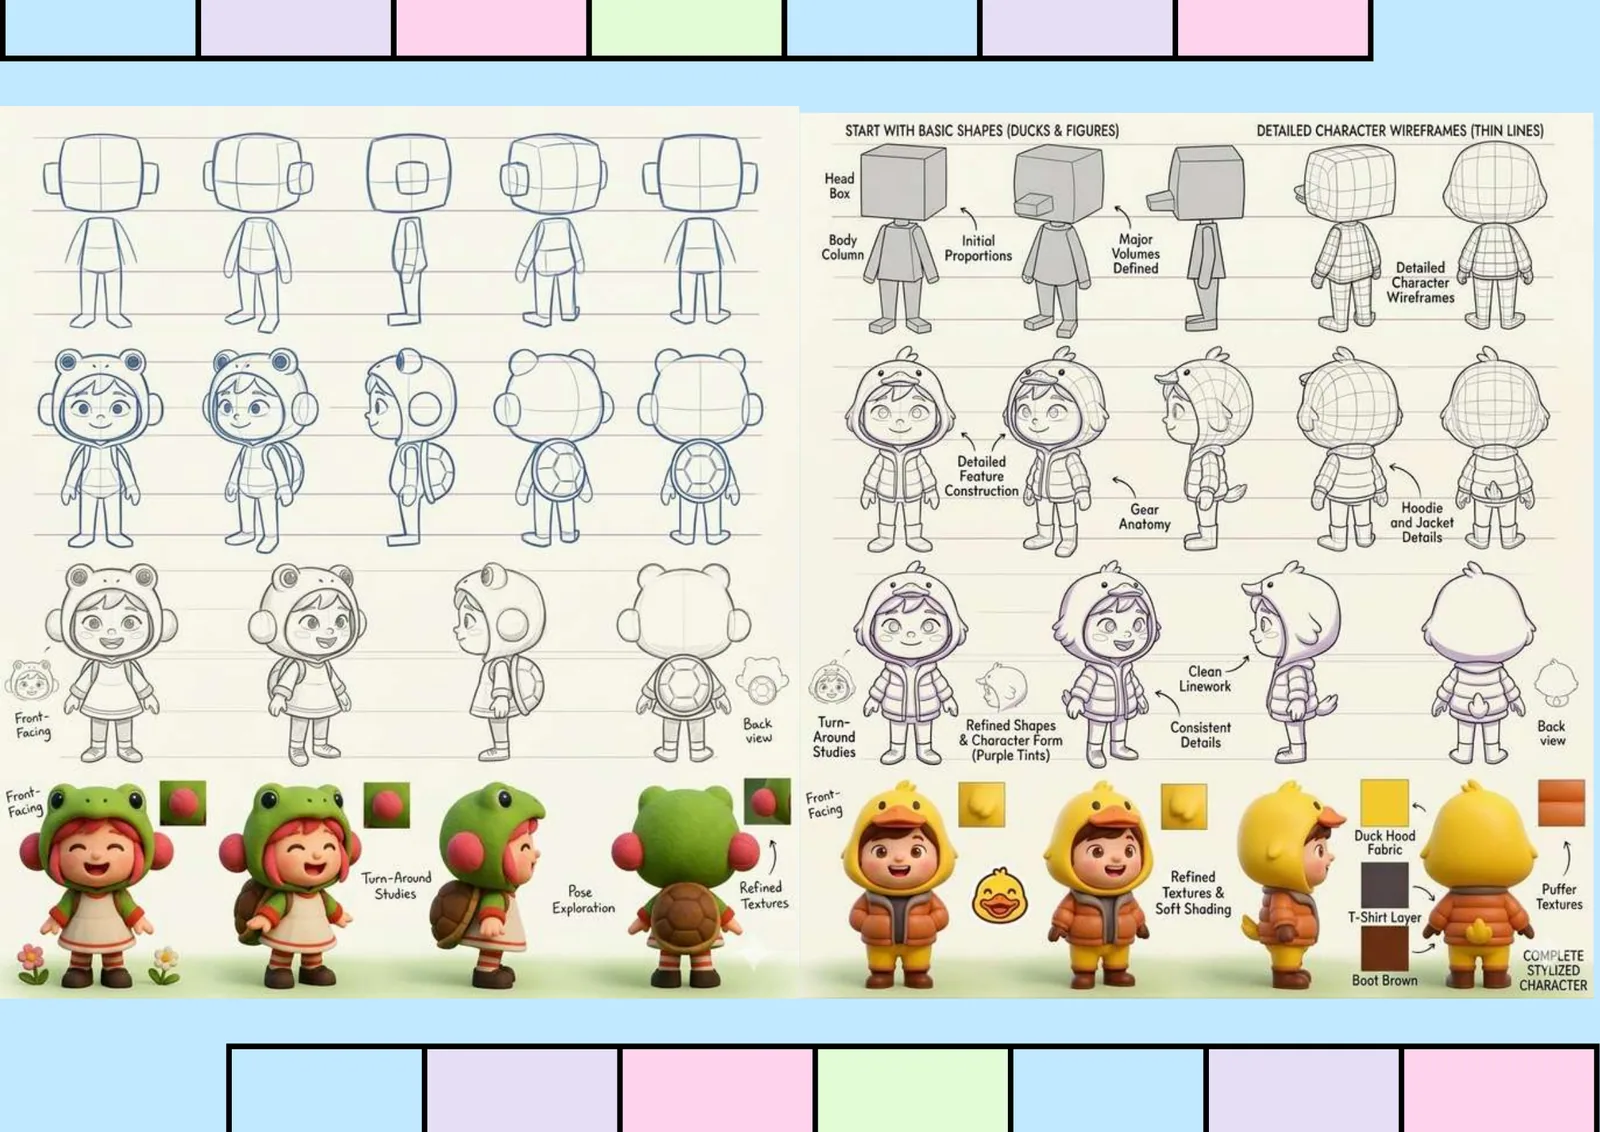 Front-
Facing
Back
view
Front-
Facing
Turn-Around
Studies
Pose
Exploration
Refined
Textures
START WITH BASIC SHAPES (DUCKS & FIGURES)
DETAILED CHARACTER WIREFRAMES (THIN LINES)
Head
Box
Body
Column
Initial
Proportions
Major
Volumes
Defined
Detailed
Character
Wireframes
Detailed
Feature
Construction
Gear
Anatomy
Hoodie
and Jacket
Details
Turn-
Around
Studies
Refined Shapes
& Character Form
(Purple Tints)
Clean
Linework
Consistent
Details
Back
view
Front-
Facing
Refined
Textures &
Soft Shading
Duck Hood
Fabric
T-Shirt Layer
Boot Brown
Puffer
Textures
COMPLETE
STYLIZED
CHARACTER